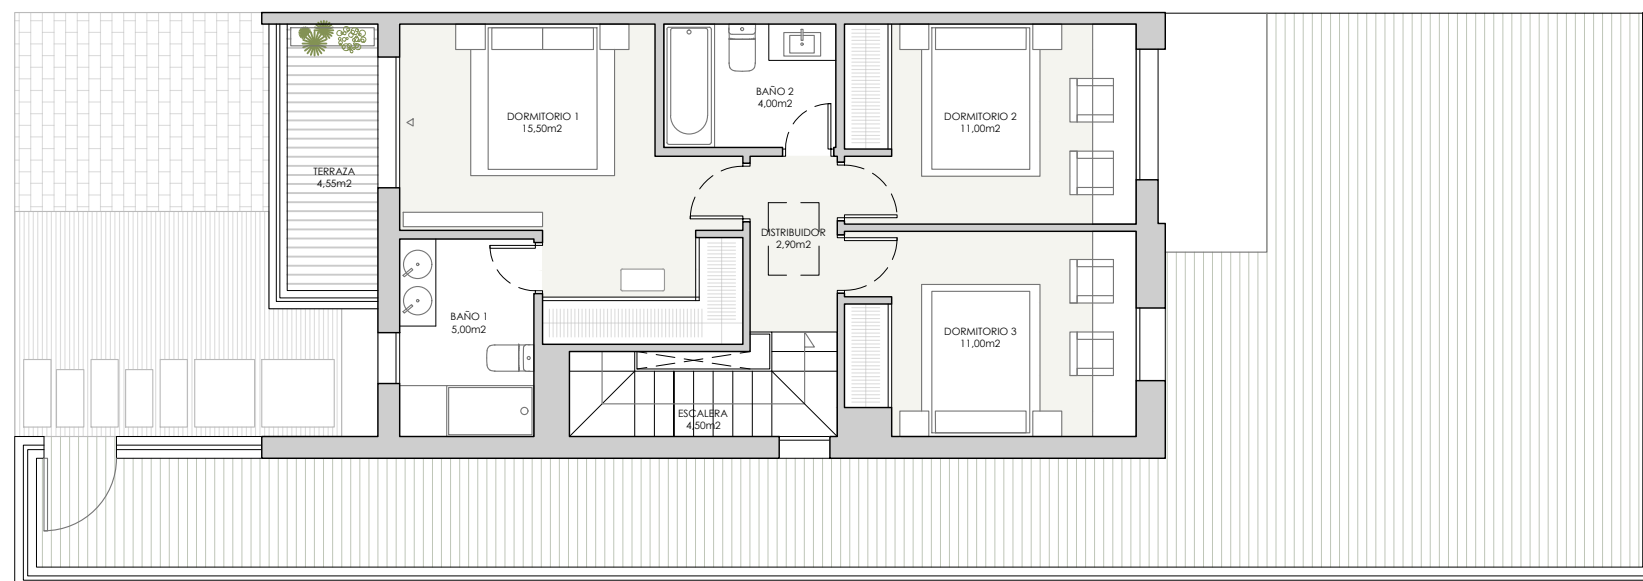 DORMITORIO 1
15,50m2
BAÑO 2
4,00m2
DORMITORIO 2
11,00m2
TERRAZA
4,55m2
DISTRIBUIDOR
2,90m2
BAÑO 1
5,00m2
DORMITORIO 3
11,00m2
ESCALERA
4,50m2